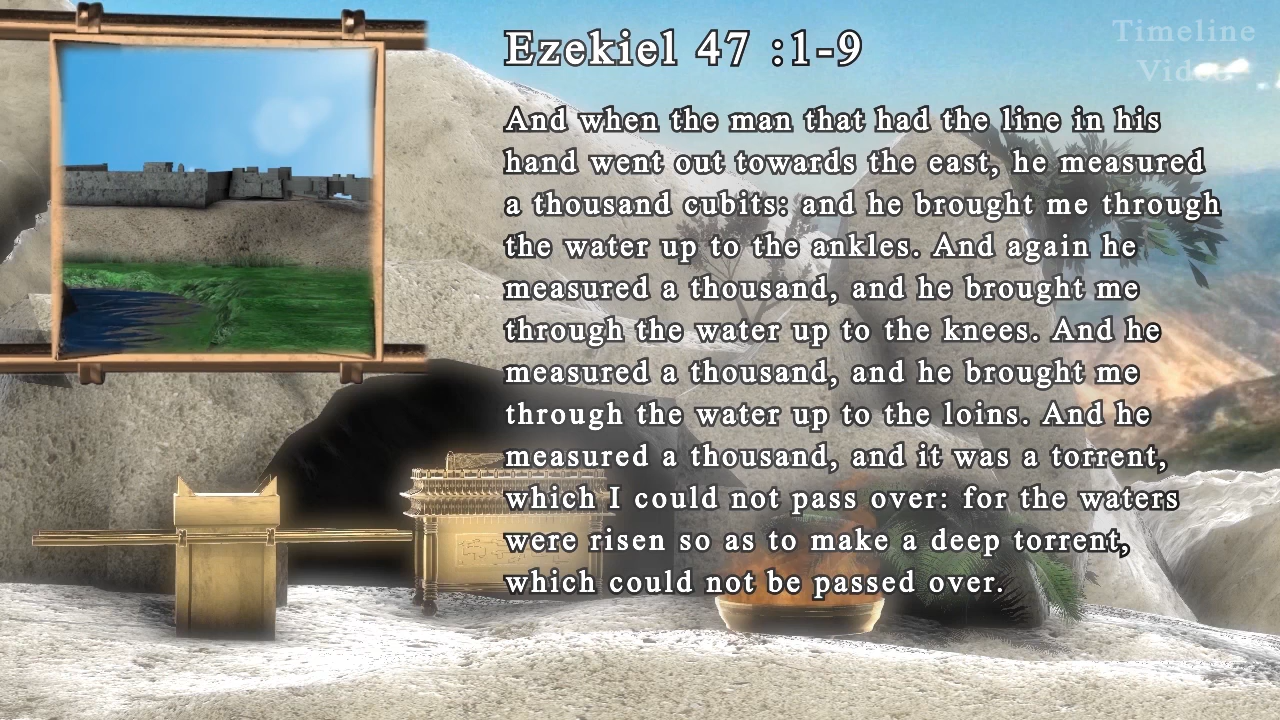 Timeline
Video
Ezekiel 47 :1-9
And when the man that had the line in his
hand went out towards the east, he measured
a thousand cubits: and he brought me through
the water up to the ankles. And again he
measured a thousand, and he brought me
through the water up to the knees. And he
measured a thousand, and he brought me
through the water up to the loins. And he
measured a thousand, and it was a torrent,
which I could not pass over: for the waters
were risen so as to make a deep torrent,
which could not be passed over.